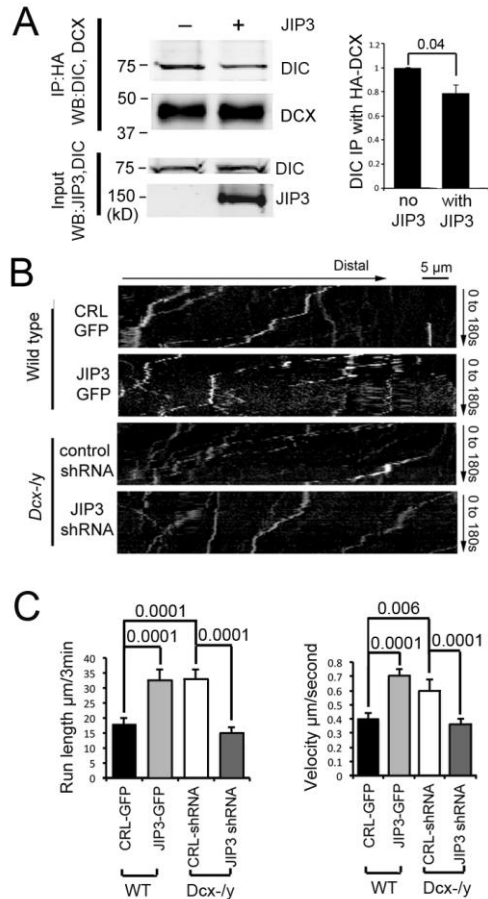 A
IP:HA
WB:DIC, DCX
Input
WB:JIP3,DIC
– + JIP3
75 DIC
50
DCX
37
75 DIC
150 JIP3
(kD)
DIC IP with HA-DCX
0.04
1.2
1
0.8
0.6
0.4
0.2
0
no JIP3
with JIP3
B
Distal 5 µm
Wild type
CRL GFP
0 to 180s
JIP3 GFP
0 to 180s
Dcx-/y
control shRNA
0 to 180s
JIP3 shRNA
0 to 180s
C
Run length µm/3min
0.0001
0.0001 0.0001
40
35
30
25
20
15
10
5
0
CRL-GFP
JIP3-GFP
CRL-shRNA
JIP3 shRNA
WT Dcx-/y
Velocity µm/second
0.006
0.0001 0.0001
0.8
0.7
0.6
0.5
0.4
0.3
0.2
0.1
0
CRL-GFP
JIP3-GFP
CRL-shRNA
JIP3 shRNA
WT Dcx-/y